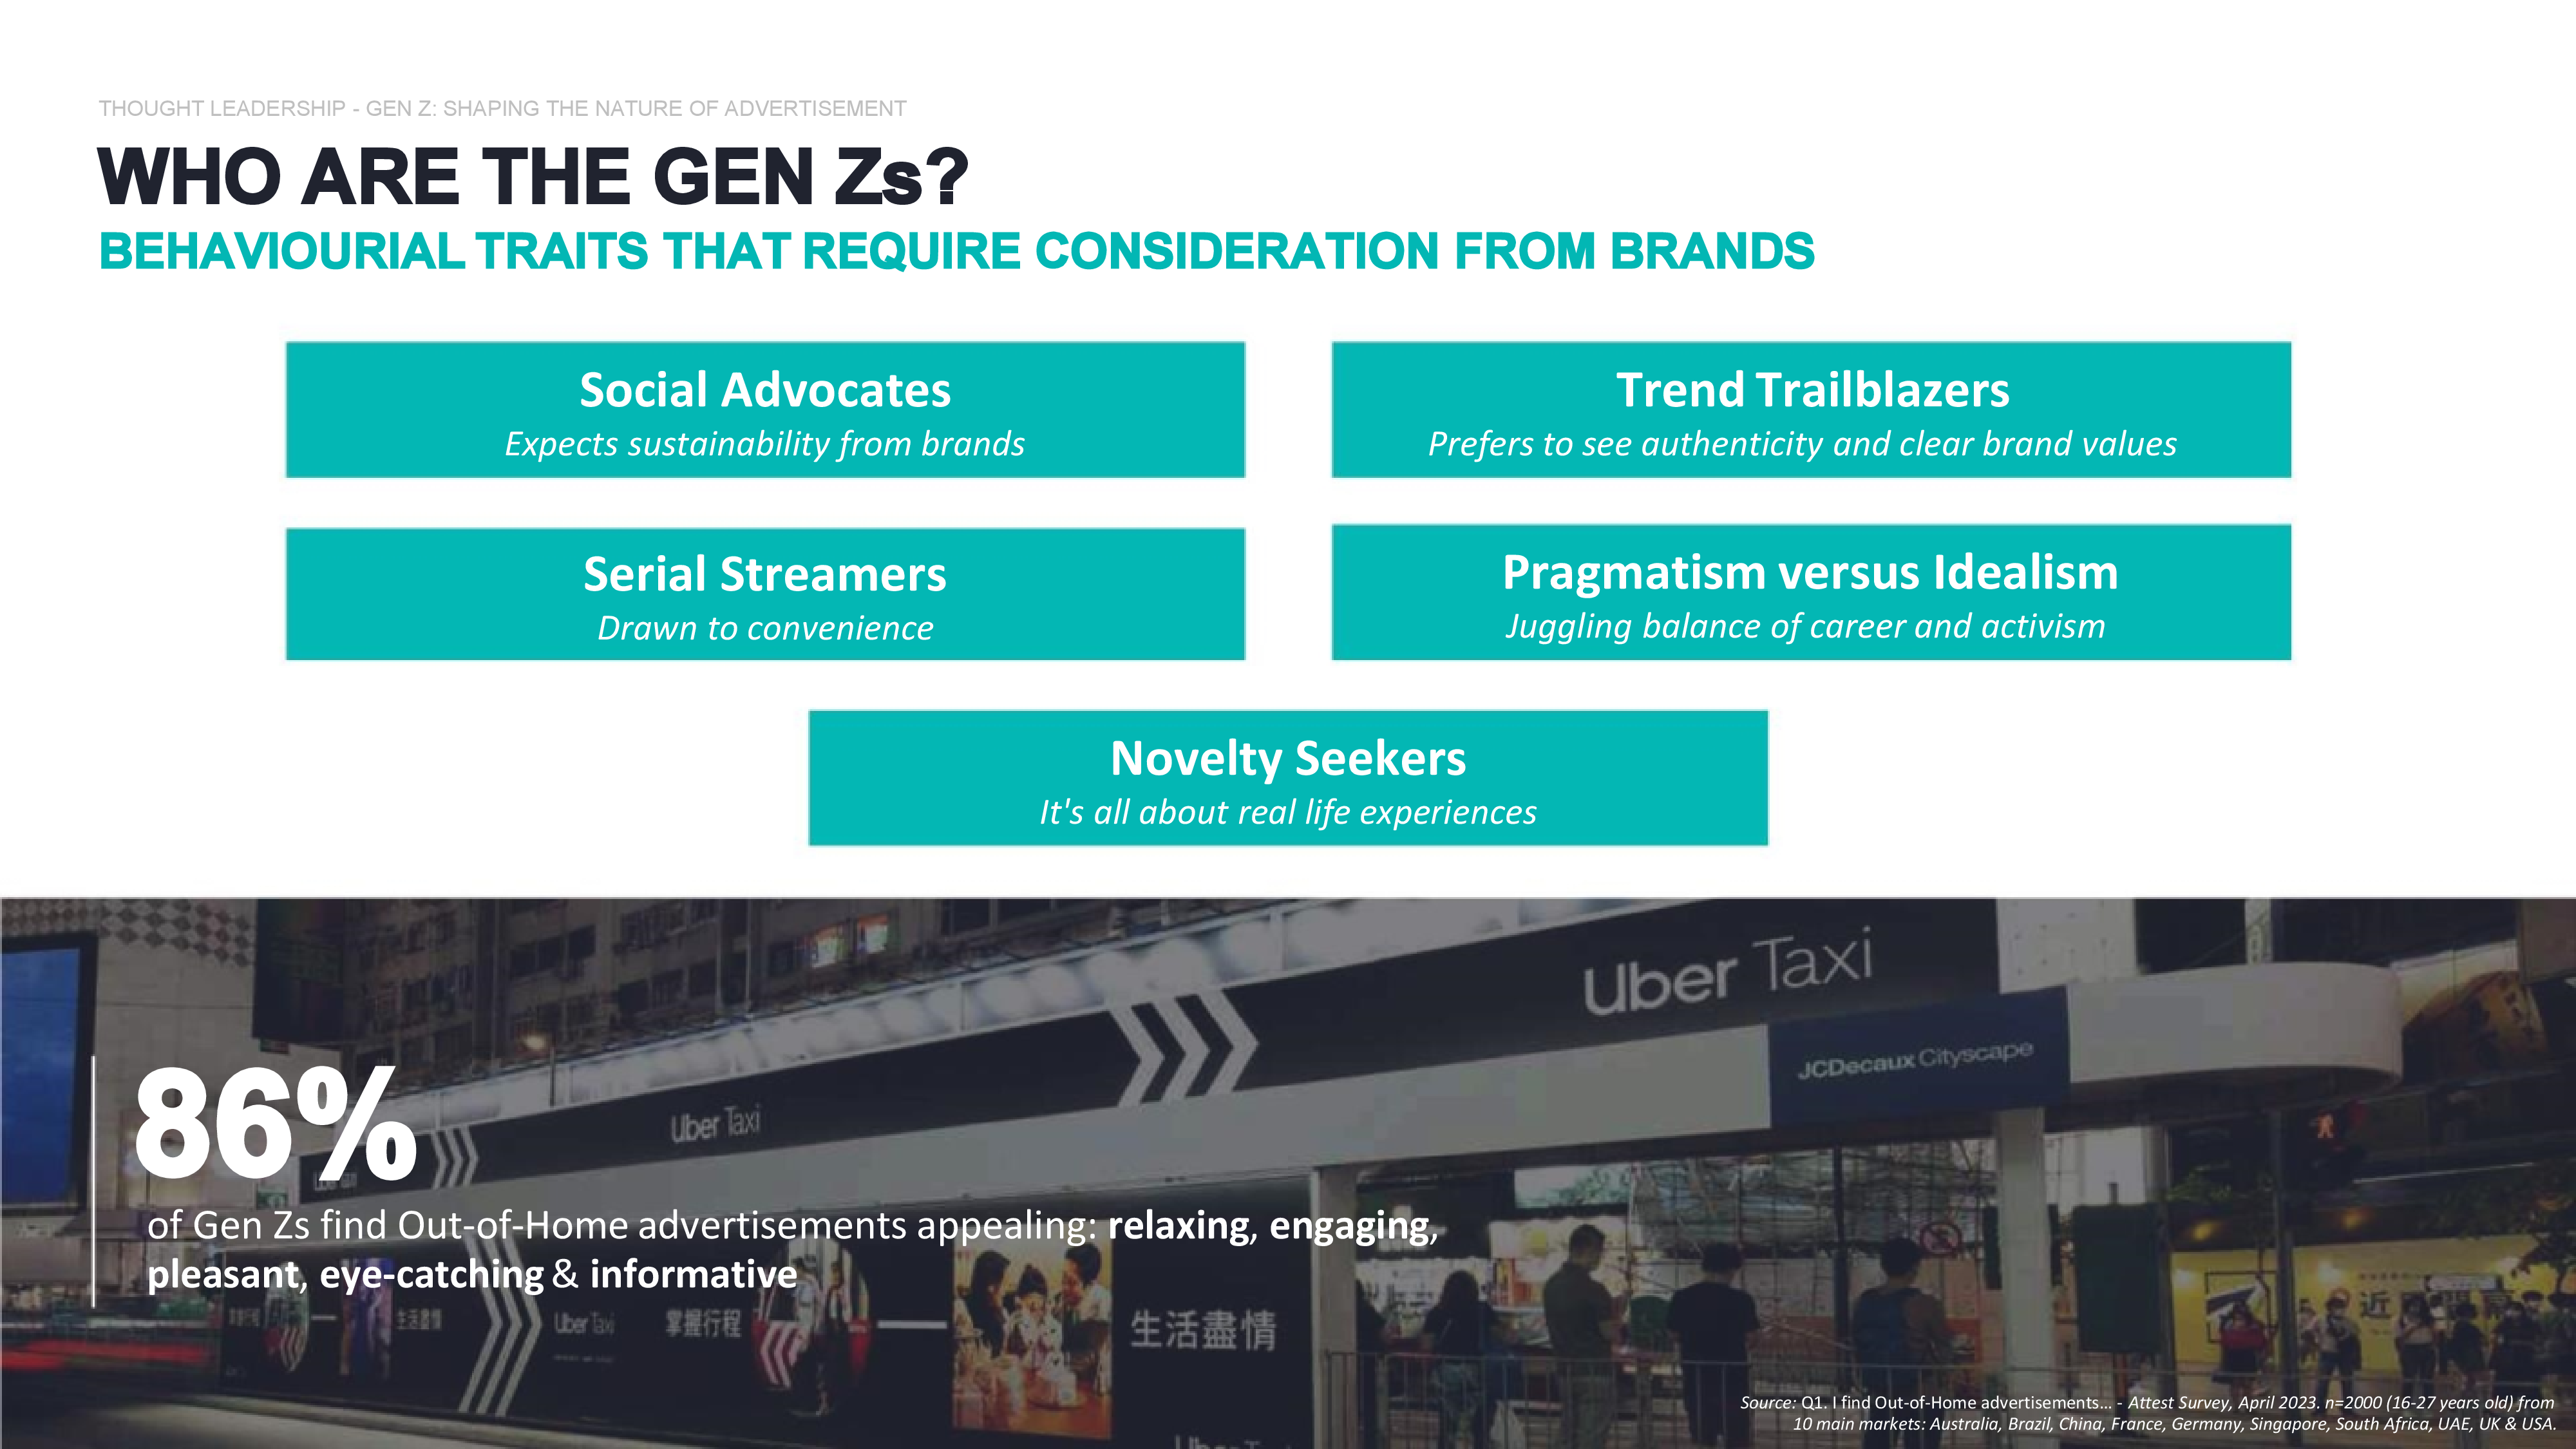 THOUGHT LEADERSHIP - GEN Z: SHAPING THE NATURE OF ADVERTISEMENT
WHO ARE THE GEN Zs?
BEHAVIOURIAL TRAITS THAT REQUIRE CONSIDERATION FROM BRANDS
Social Advocates
Expects sustainability from brands
Trend Trailblazers
Prefers to see authenticity and clear brand values
Serial Streamers
Drawn to convenience
Pragmatism versus Idealism
Juggling balance of career and activism
Novelty Seekers
It's all about real life experiences
Uber Taxi
JCDecaux Cityscape
Uber Taxi
86%
of Gen Zs find Out-of-Home advertisements appealing: relaxing, engaging,
pleasant, eye-catching & informative
生活盡情
Uber Taxi
掌握行程
生活盡情
Source: Q1. I find Out-of-Home advertisements... - Attest Survey, April 2023. n=2000 (16-27 years old) from
10 main markets: Australia, Brazil, China, France, Germany, Singapore, South Africa, UAE, UK & USA.